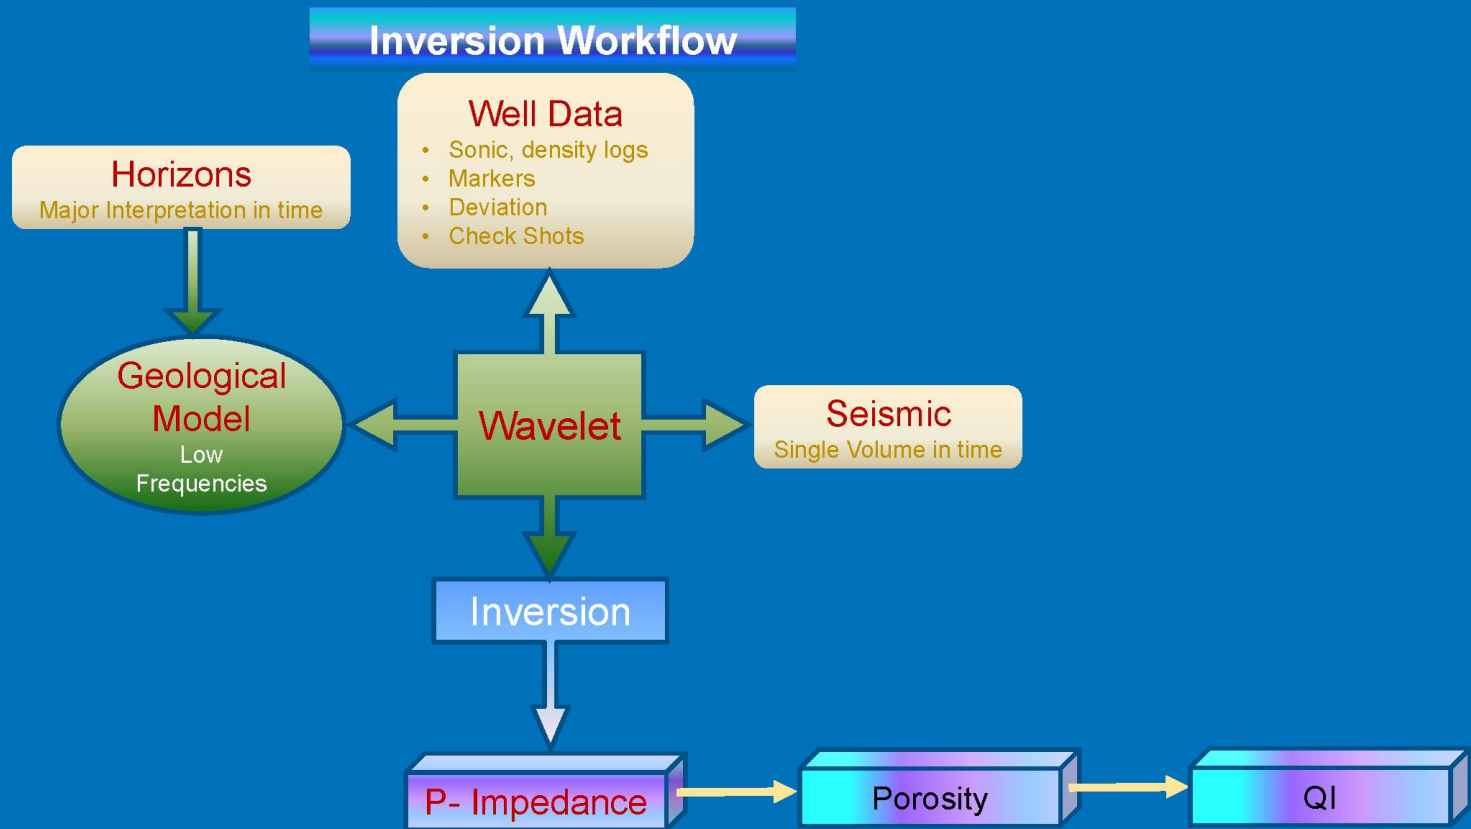 Inversion Workflow
Well Data
• Sonic, density logs
• Markers
• Deviation
• Check Shots
Horizons
Major Interpretation in time
Geological
Model
Low
Frequencies
Wavelet
Seismic
Single Volume in time
Inversion
P- Impedance
Porosity
QI